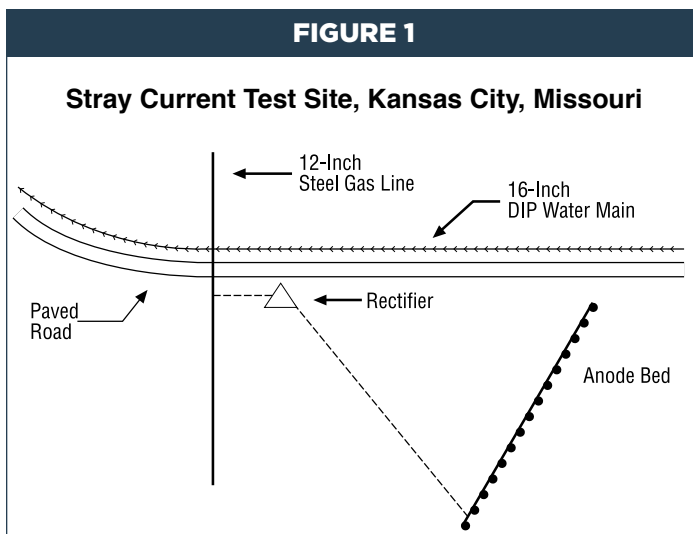 FIGURE 1
Stray Current Test Site, Kansas City, Missouri
12-Inch
Steel Gas Line
16-Inch
DIP Water Main
Paved
Road
Rectifier
Anode Bed